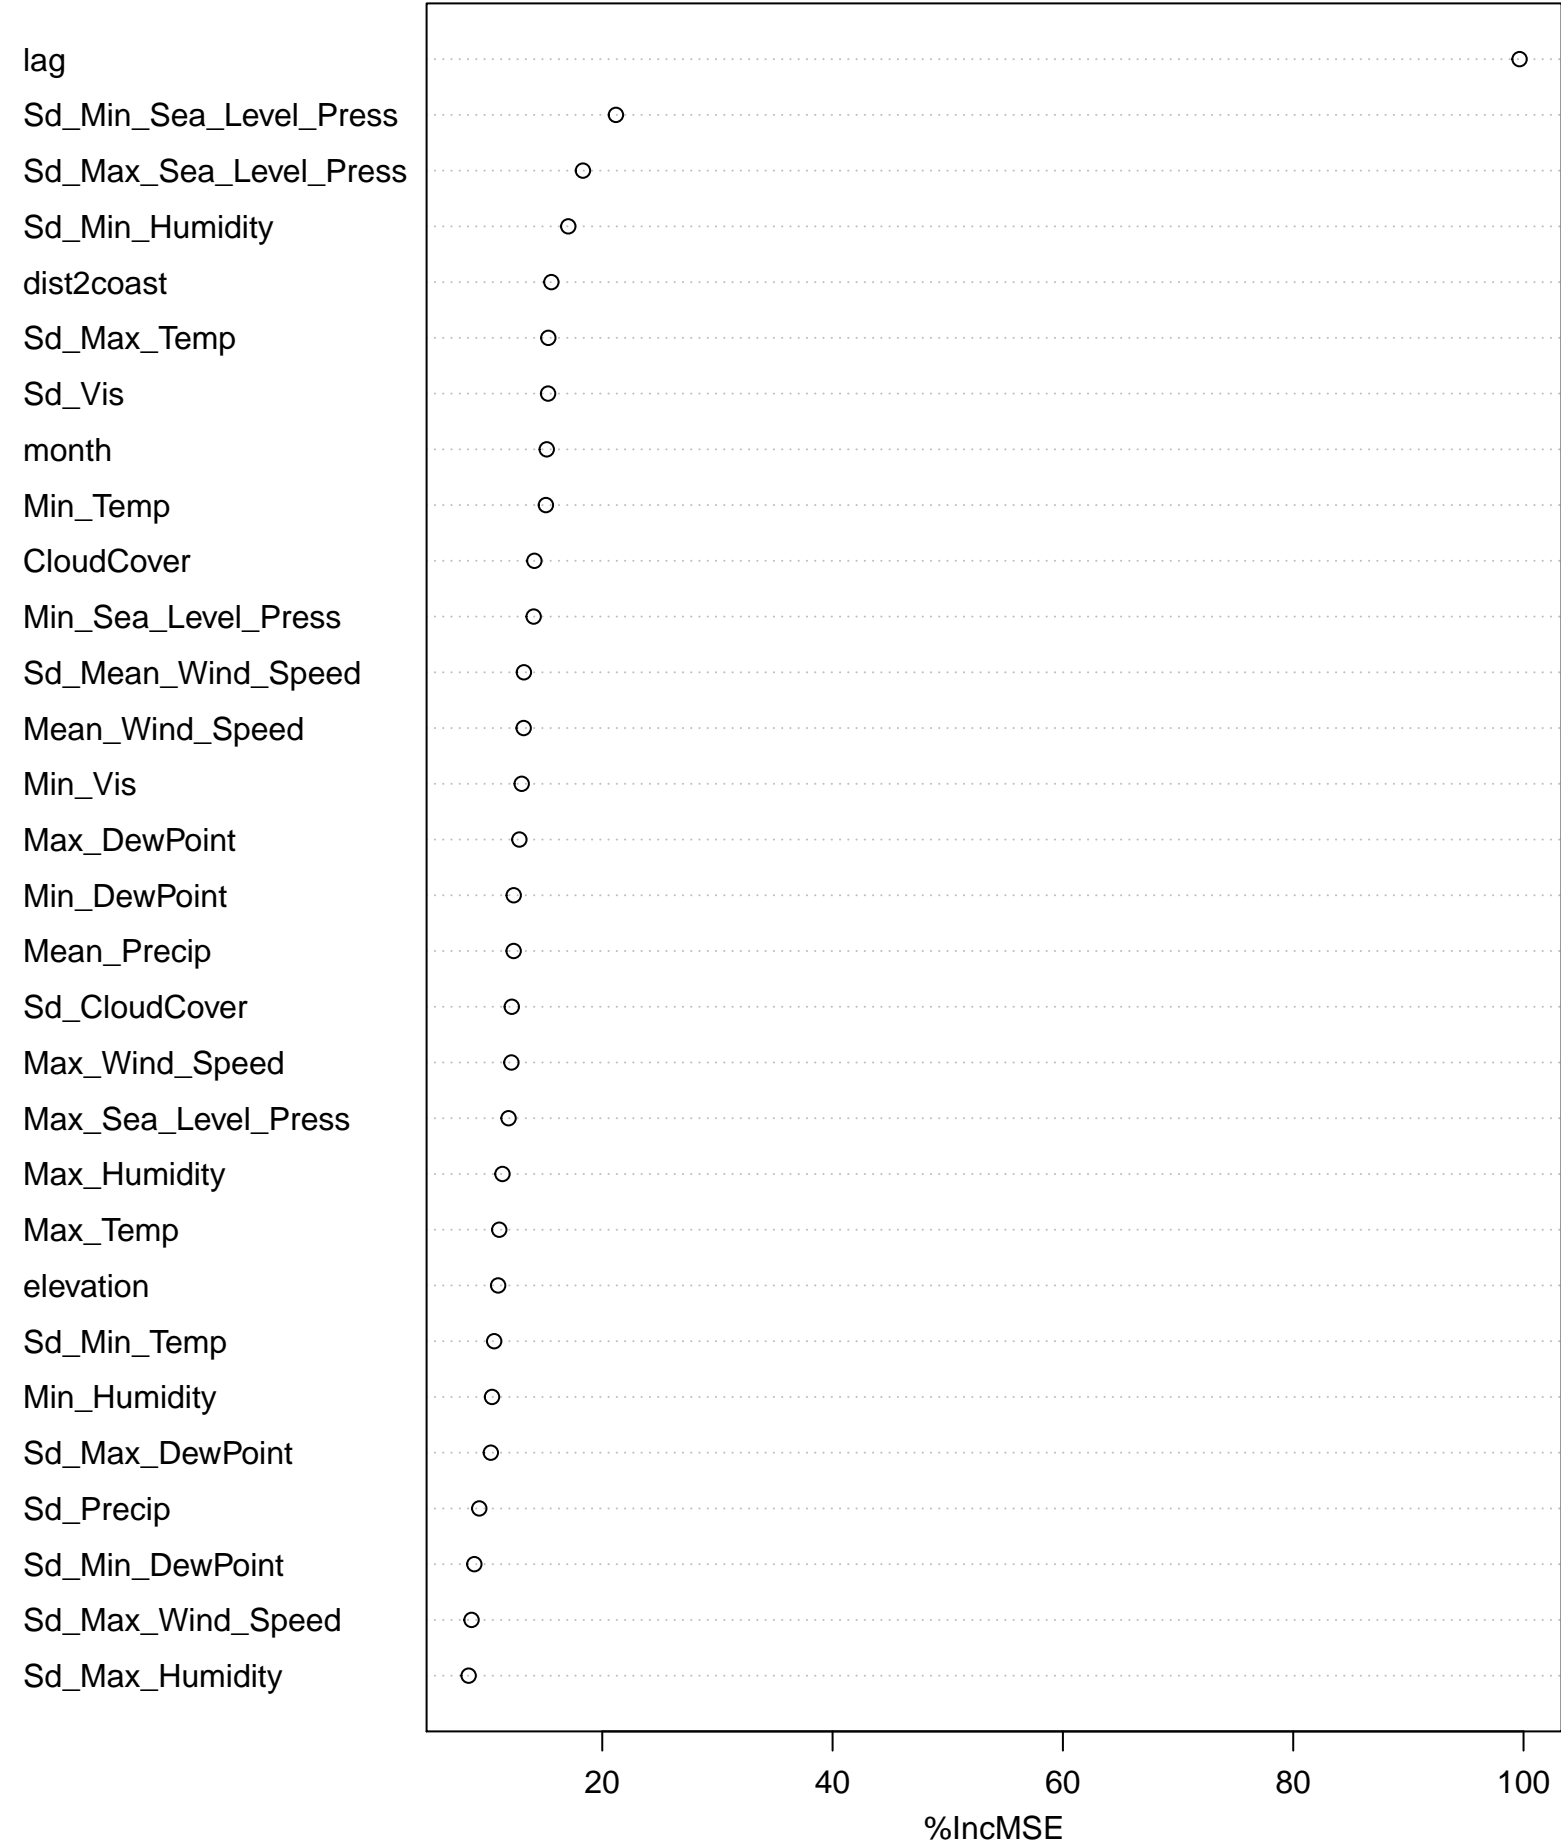 lag
Sd_Min_Sea_Level_Press
Sd_Max_Sea_Level_Press
Sd_Min_Humidity
dist2coast
Sd_Max_Temp
Sd_Vis
month
Min_Temp
CloudCover
Min_Sea_Level_Press
Sd_Mean_Wind_Speed
Mean_Wind_Speed
Min_Vis
Max_DewPoint
Min_DewPoint
Mean_Precip
Sd_CloudCover
Max_Wind_Speed
Max_Sea_Level_Press
Max_Humidity
Max_Temp
elevation
Sd_Min_Temp
Min_Humidity
Sd_Max_DewPoint
Sd_Precip
Sd_Min_DewPoint
Sd_Max_Wind_Speed
Sd_Max_Humidity
20 40 60 80 100
%IncMSE